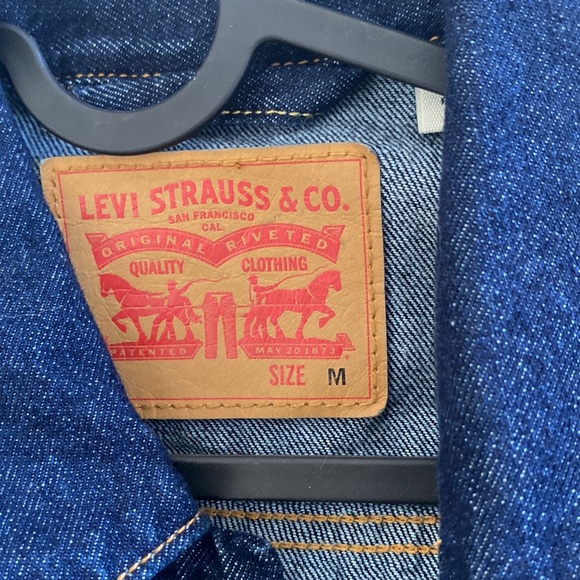 LEVI STRAUSS & CO.
SAN FRANCISCO
CAL.
ORIGINAL RIVETED
QUALITY CLOTHING
PATENTED MAY 20 1873
SIZE M